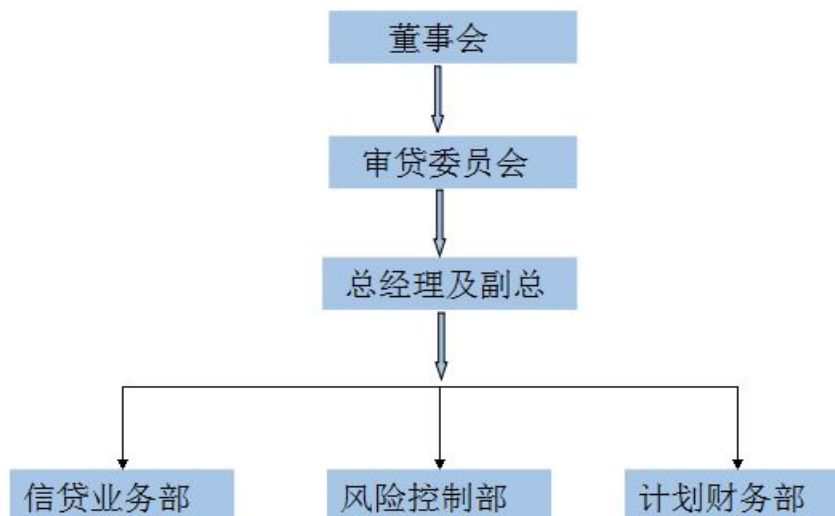 董事会
审贷委员会
总经理及副总
信贷业务部
风险控制部
计划财务部